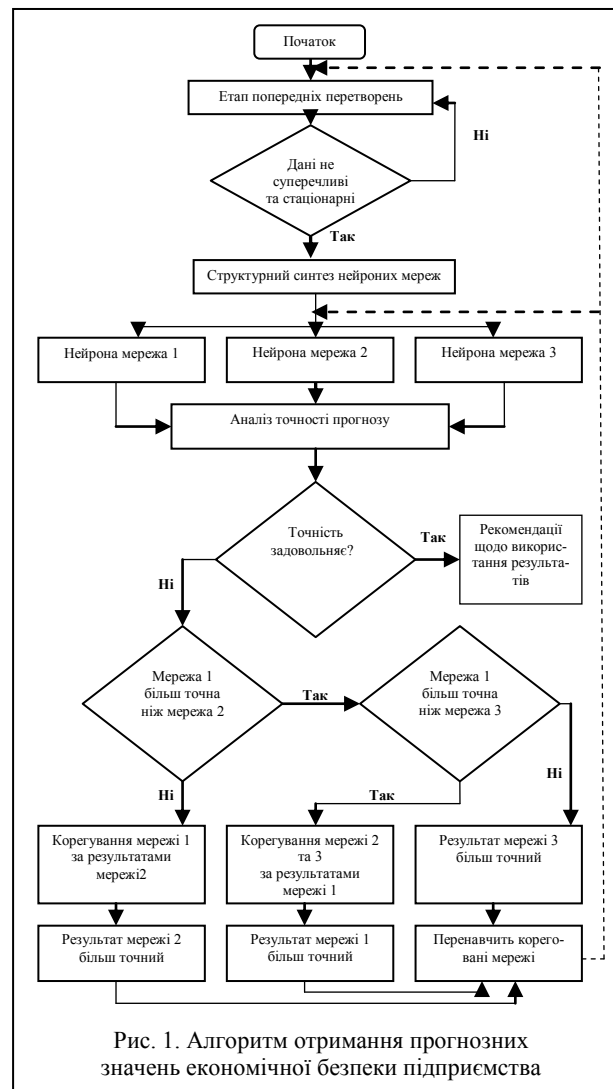 Початок
Етап попередніх перетворень
Ні
Дані не
суперечливі
та стаціонарні
Так
Структурний синтез нейроних мереж
Нейрона мережа 1
Нейрона мережа 2
Нейрона мережа 3
Аналіз точності прогнозу
Точність
задовольняє?
Так
Рекомендації
щодо викорис-
тання результа-
тів
Ні
Мережа 1
більш точна
ніж мережа 2
Так
Мережа 1
більш точна
ніж мережа 3
Ні
Ні
Так
Корегування мережі 1
за результатами
мережі2
Корегування мережі 2
та 3
за результатами
мережі 1
Результат мережі 3
більш точний
Результат мережі 2
більш точний
Результат мережі 1
більш точний
Перенавчить корего-
вані мережі
Рис. 1. Алгоритм отримання прогнозних
значень економічної безпеки підприємства